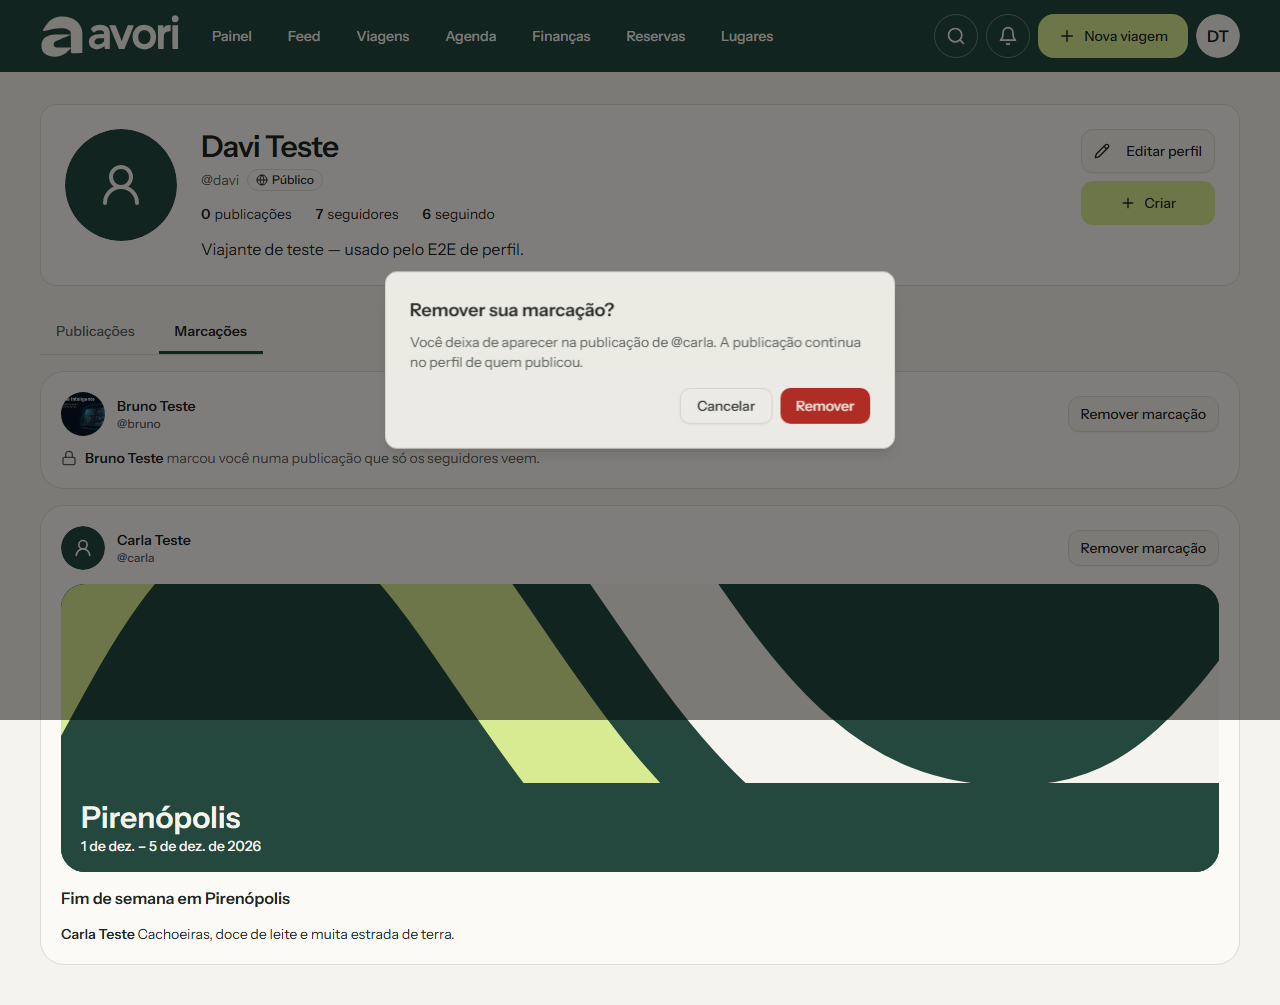 avori
Painel
Feed
Viagens
Agenda
Finanças
Reservas
Lugares
Nova viagem
DT
Davi Teste
@davi
Público
0 publicações
7 seguidores
6 seguindo
Viajante de teste — usado pelo E2E de perfil.
Editar perfil
Criar
Publicações
Marcações
Remover sua marcação?
Você deixa de aparecer na publicação de @carla. A publicação continua
no perfil de quem publicou.
Cancelar
Remover
Bruno Teste
@bruno
Remover marcação
Bruno Teste marcou você numa publicação que só os seguidores veem.
Carla Teste
@carla
Remover marcação
Pirenópolis
1 de dez. – 5 de dez. de 2026
Fim de semana em Pirenópolis
Carla Teste Cachoeiras, doce de leite e muita estrada de terra.